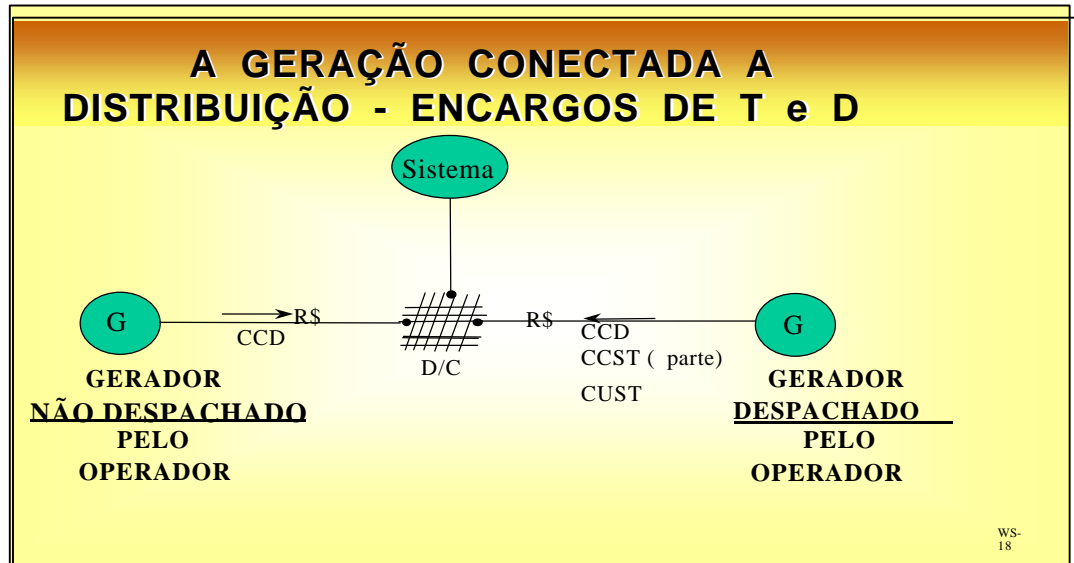 A GERAÇÃO CONECTADA A
DISTRIBUIÇÃO - ENCARGOS DE T e D
Sistema
G
R$
CCD
D/C
R$
CCD
CCST ( parte)
CUST
G
GERADOR
NÃO DESPACHADO
PELO
OPERADOR
GERADOR
DESPACHADO
PELO
OPERADOR
WS-
18